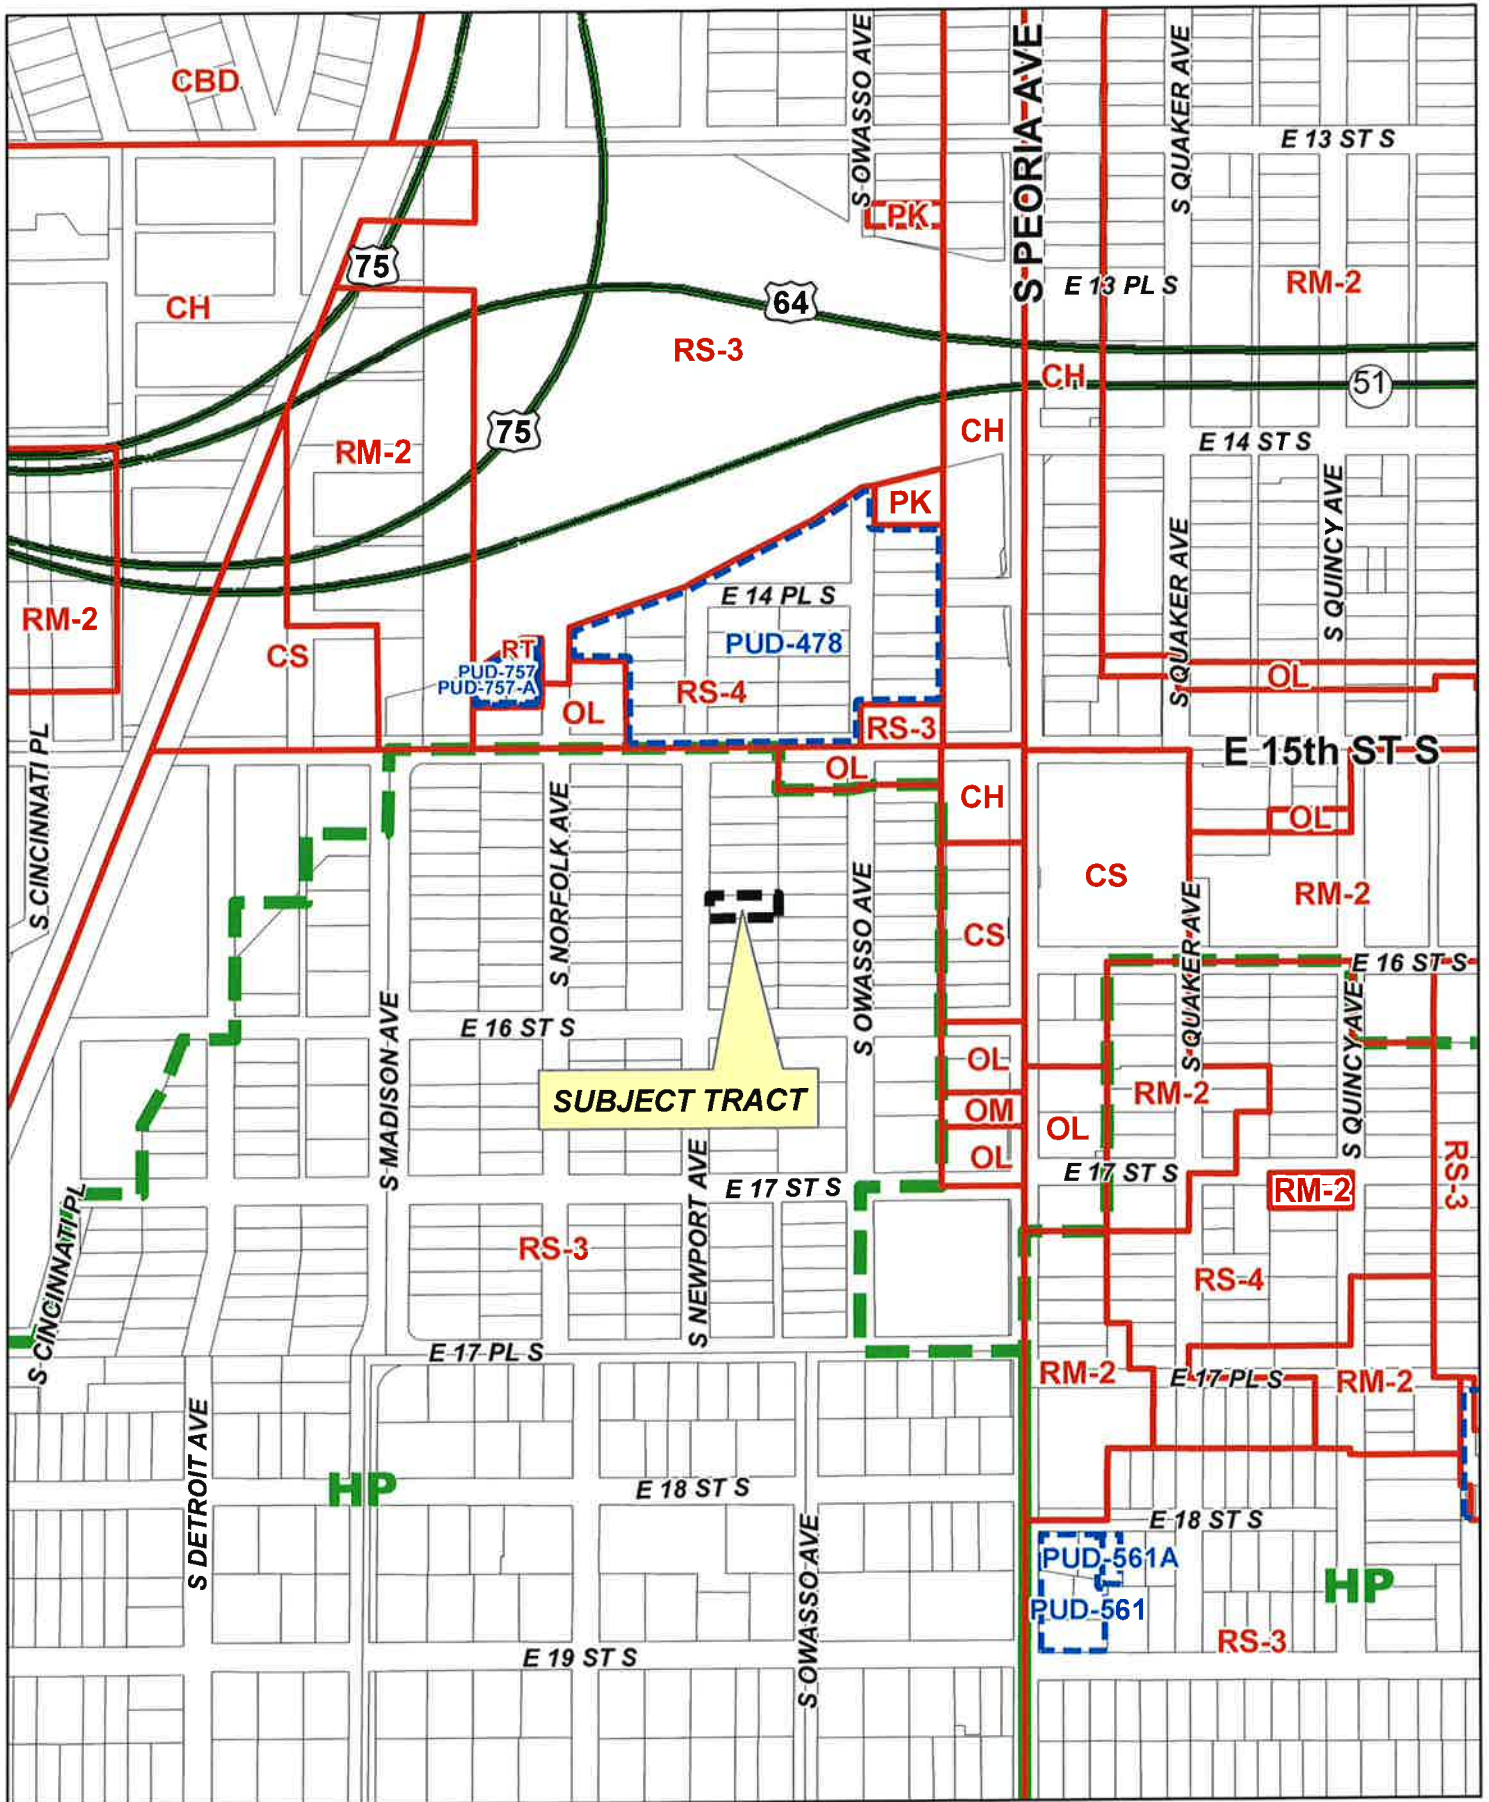 CBD
S OWASSO AVE
S PEORIA AVE
S QUAKER AVE
E 13 ST S
PK
75
CH
64
E 13 PL S
RM-2
RS-3
CH
51
75
RM-2
CH
E 14 ST S
PK
S QUINCY AVE
S QUAKER AVE
E 14 PL S
RM-2
PUD-478
CS
RT
PUD-757
PUD-757-A
RS-4
OL
OL
RS-3
S CINCINNATI PL
E 15th ST S
OL
CH
OL
S NORFOLK AVE
S OWASSO AVE
CS
RM-2
S QUAKER AVE
CS
E 16 ST S
S MADISON AVE
E 16 ST S
S QUINCY AVE
OL
SUBJECT TRACT
RM-2
OM
OL
OL
E 17 ST S
RS-3
S NEWPORT AVE
E 17 ST S
RM-2
S CINCINNATI PL
RS-3
RS-4
E 17 PL S
RM-2
E 17 PL S
RM-2
S DETROIT AVE
HP
E 18 ST S
S OWASSO AVE
E 18 ST S
PUD-561A
HP
PUD-561
RS-3
E 19 ST S